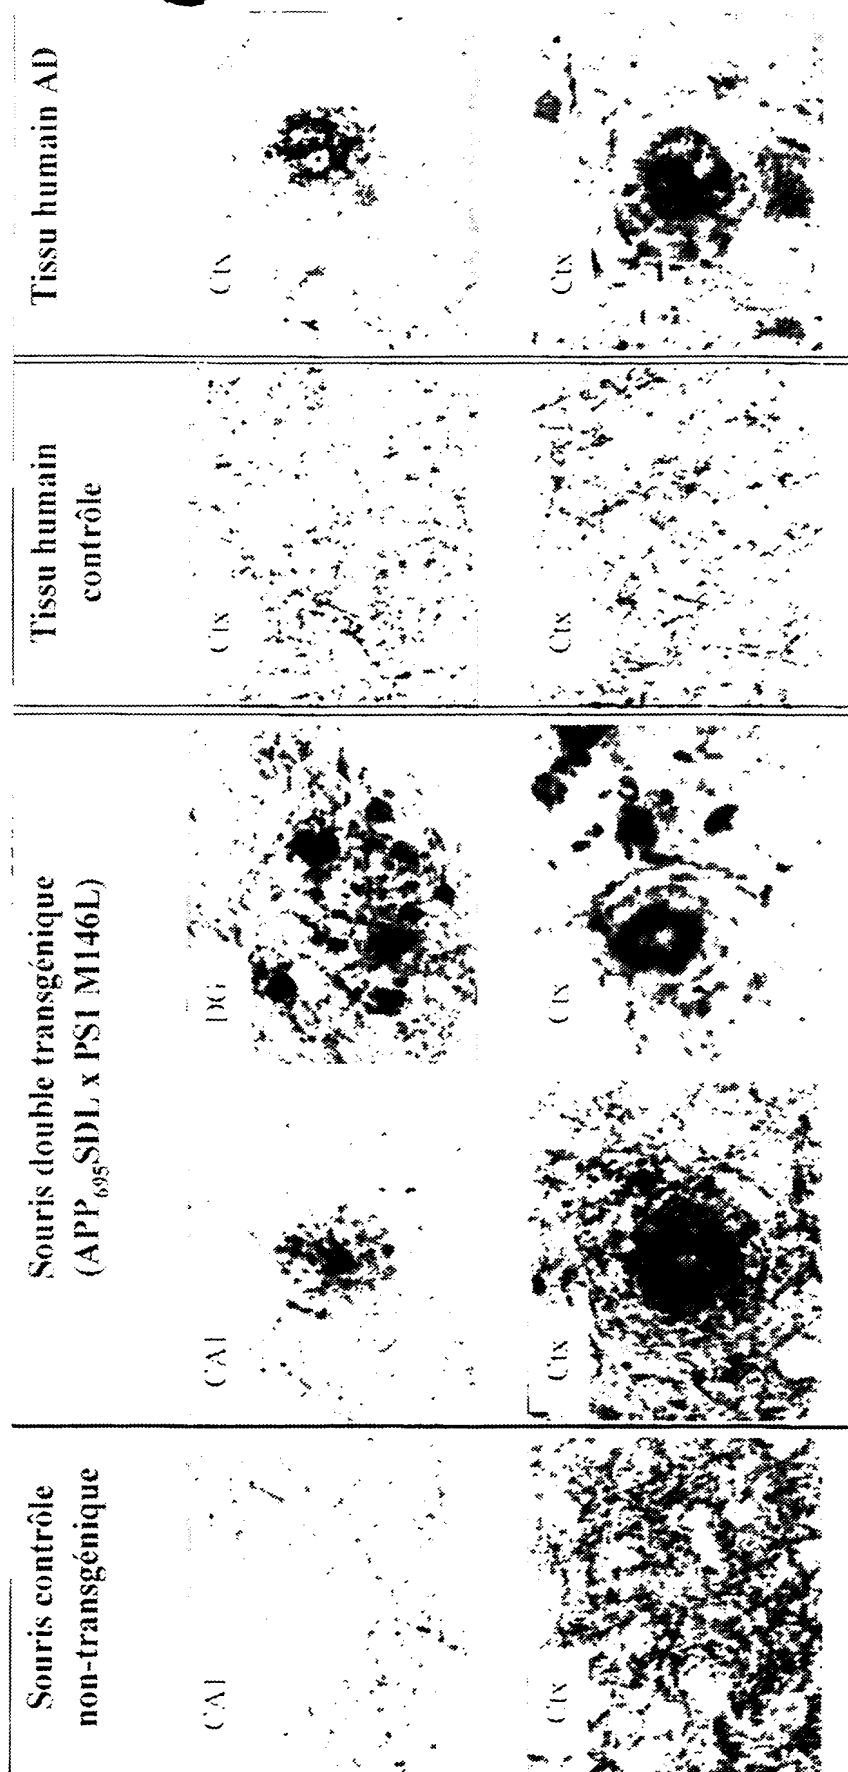 Souris contrôle
non-transgénique
CA1
Ctx
Souris double transgénique
(APP₆₉₅SDL x PS1 M146L)
CA1
DG
Ctx
Ctx
Tissu humain
contrôle
Ctx
Ctx
Tissu humain AD
Ctx
Ctx